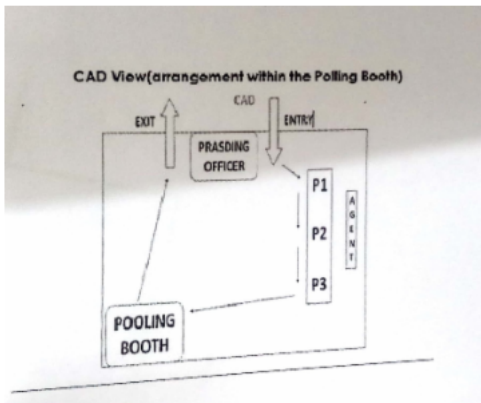 CAD View(arrangement within the Polling Booth)
CAD
EXIT
ENTRY
PRASDING
OFFICER
P1
P2
P3
A
G
E
N
T
POOLING
BOOTH